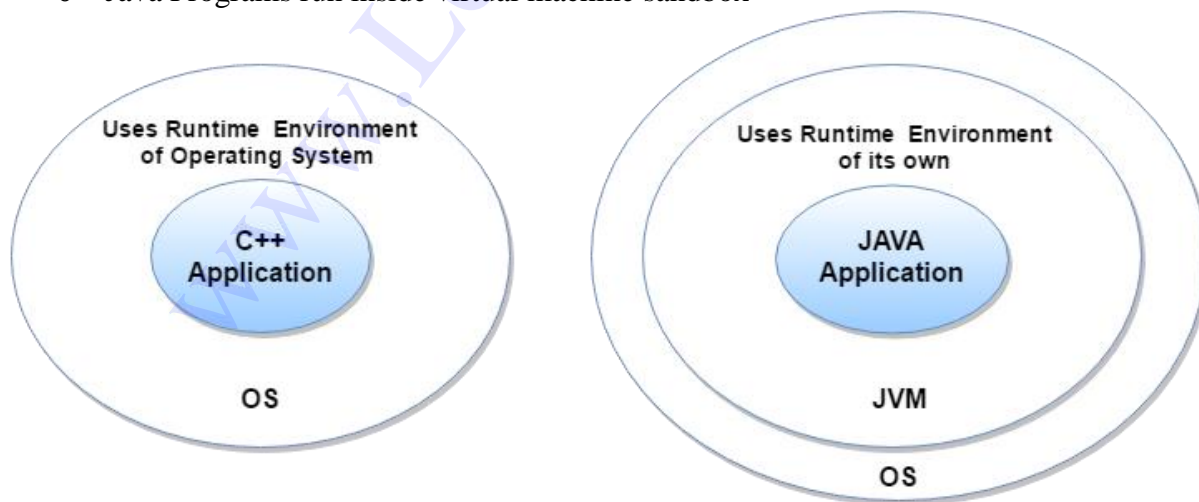 o Java Programs run inside virtual machine sandbox
Uses Runtime Environment
of Operating System
C++
Application
OS
Uses Runtime Environment
of its own
JAVA
Application
JVM
OS